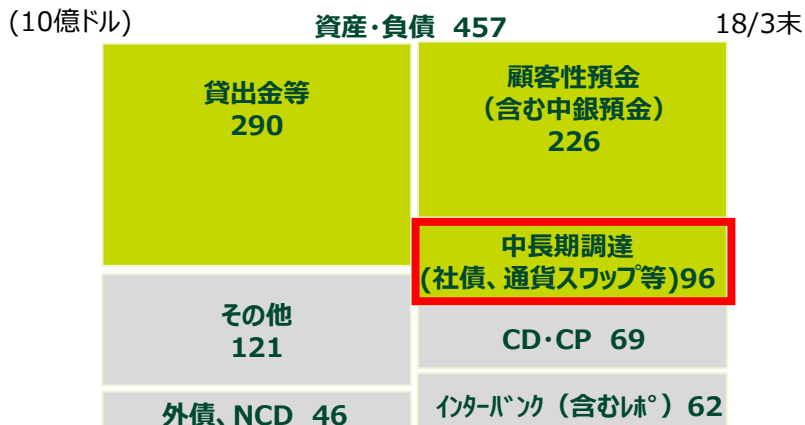 (10億ドル)
資産・負債 457
18/3末
貸出金等
290
顧客性預金
(含む中銀預金)
226
中長期調達
(社債、通貨スワップ等)96
その他
121
CD・CP 69
外債、NCD 46
インターバンク(含むレポ)62